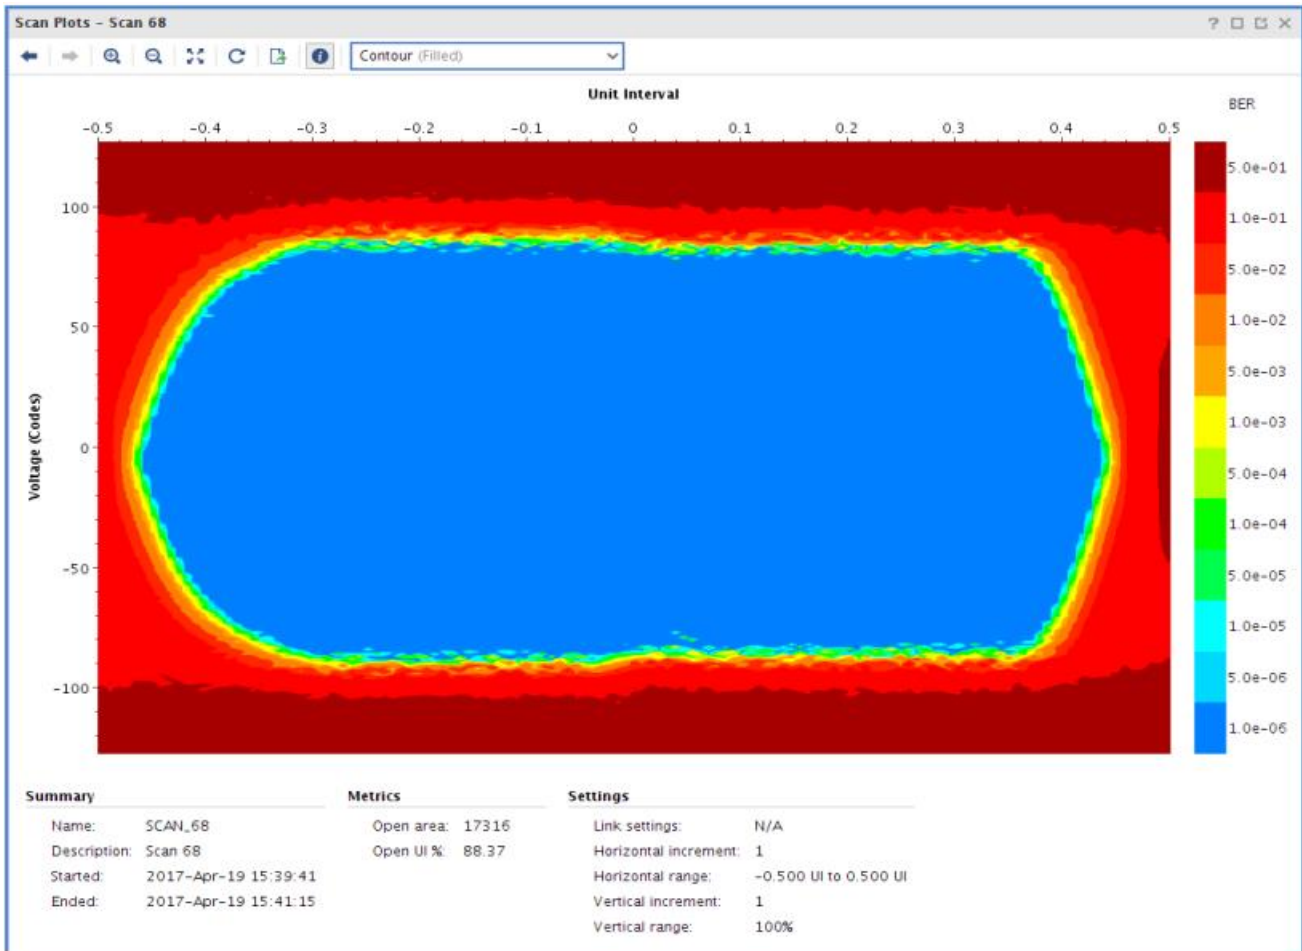 Scan Plots - Scan 68
Contour (Filled)
Unit Interval
BER
-0.5 -0.4 -0.3 -0.2 -0.1 0 0.1 0.2 0.3 0.4 0.5
5.0e-01
100
1.0e-01
5.0e-02
50
1.0e-02
5.0e-03
Voltage (Codes)
0
1.0e-03
5.0e-04
1.0e-04
-50
5.0e-05
1.0e-05
-100
5.0e-06
1.0e-06
Summary
Name: SCAN_68
Description: Scan 68
Started: 2017-Apr-19 15:39:41
Ended: 2017-Apr-19 15:41:15
Metrics
Open area: 17316
Open UI %: 88.37
Settings
Link settings: N/A
Horizontal increment: 1
Horizontal range: -0.500 UI to 0.500 UI
Vertical increment: 1
Vertical range: 100%